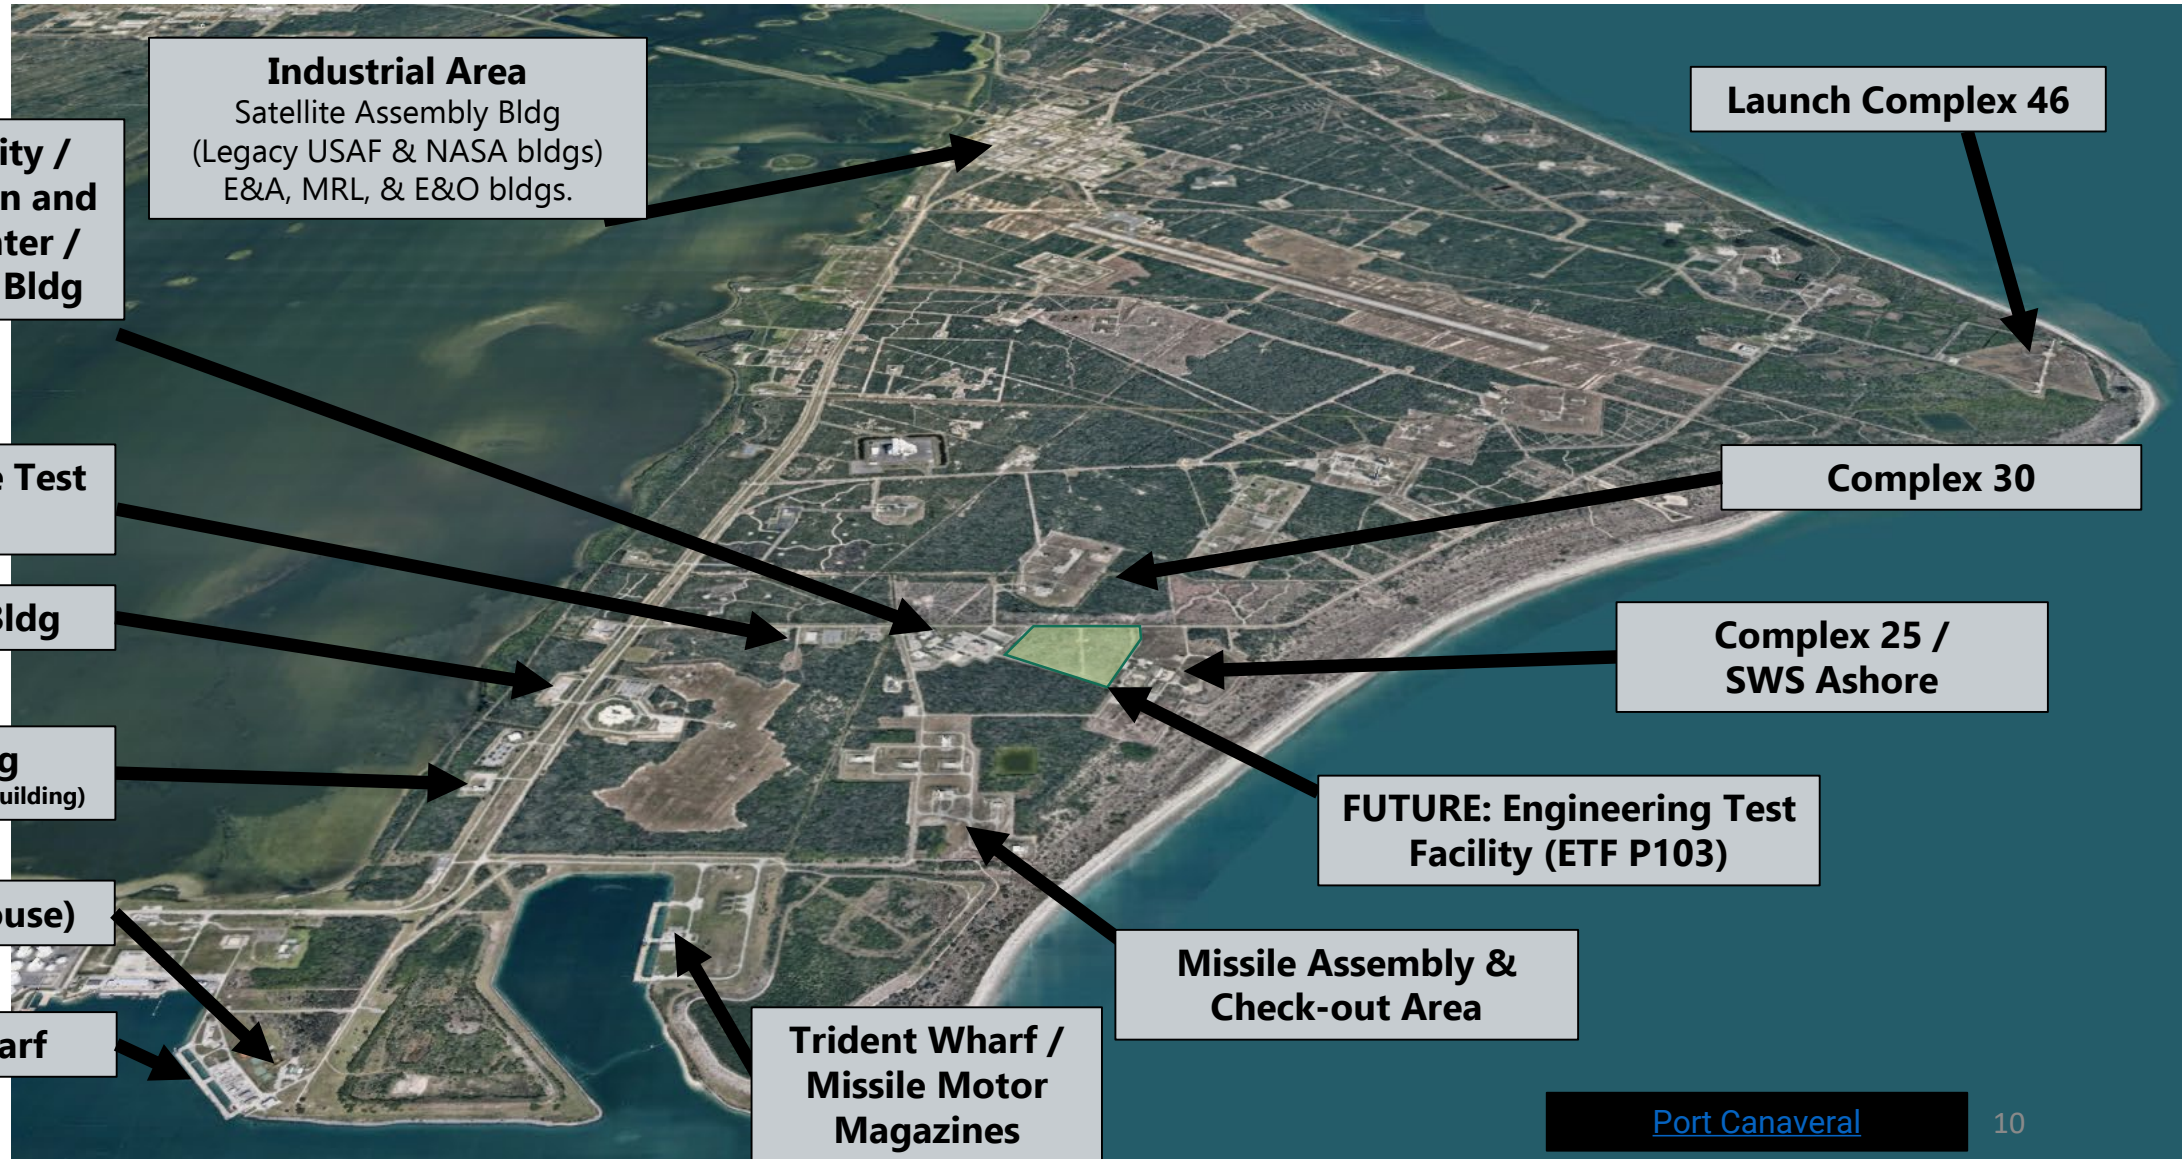 Industrial Area
Satellite Assembly Bldg
(Legacy USAF & NASA bldgs)
E&A, MRL, & E&O bldgs.
Launch Complex 46
ity /
n and
ter /
Bldg
Complex 30
e Test
Bldg
Complex 25 /
SWS Ashore
g
uilding)
FUTURE: Engineering Test
Facility (ETF P103)
ouse)
Missile Assembly &
Check-out Area
arf
Trident Wharf /
Missile Motor
Magazines
Port Canaveral
10